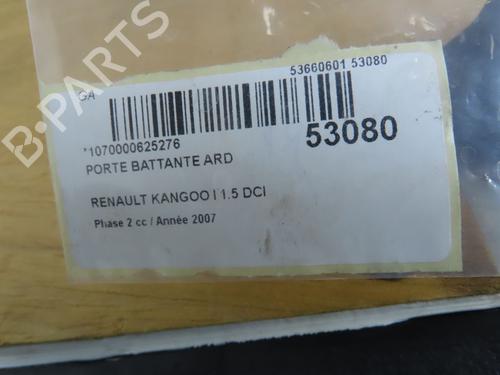 B-PARTS
GA
53660601 53080
*1070000625276
53080
PORTE BATTANTE ARD
RENAULT KANGOO I 1.5 DCI
Phase 2 cc / Année 2007